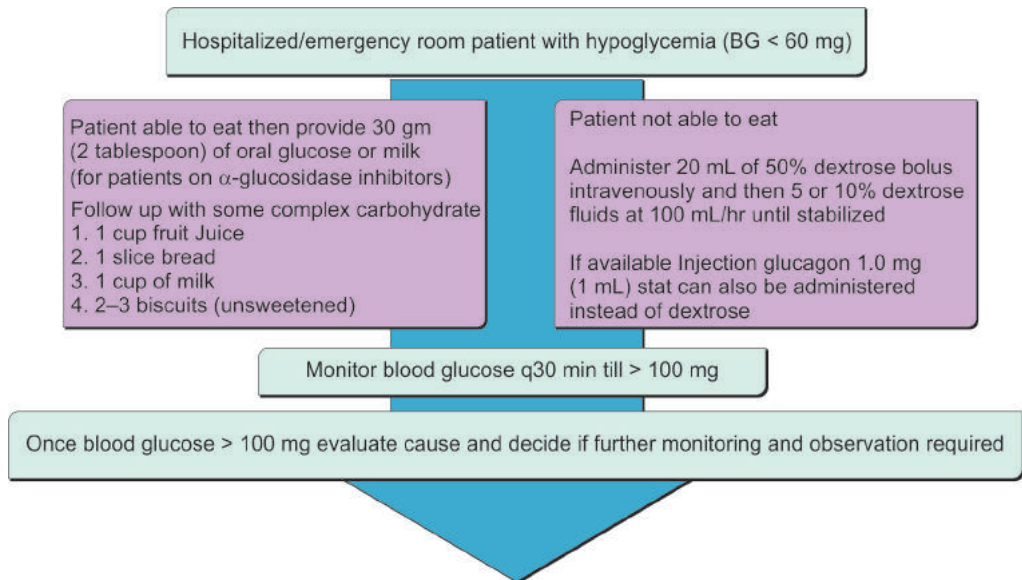 Hospitalized/emergency room patient with hypoglycemia (BG < 60 mg)
Patient able to eat then provide 30 gm
(2 tablespoon) of oral glucose or milk
(for patients on α-glucosidase inhibitors)
Follow up with some complex carbohydrate
1. 1 cup fruit Juice
2. 1 slice bread
3. 1 cup of milk
4. 2–3 biscuits (unsweetened)
Patient not able to eat
Administer 20 mL of 50% dextrose bolus
intravenously and then 5 or 10% dextrose
fluids at 100 mL/hr until stabilized
If available Injection glucagon 1.0 mg
(1 mL) stat can also be administered
instead of dextrose
Monitor blood glucose q30 min till > 100 mg
Once blood glucose > 100 mg evaluate cause and decide if further monitoring and observation required